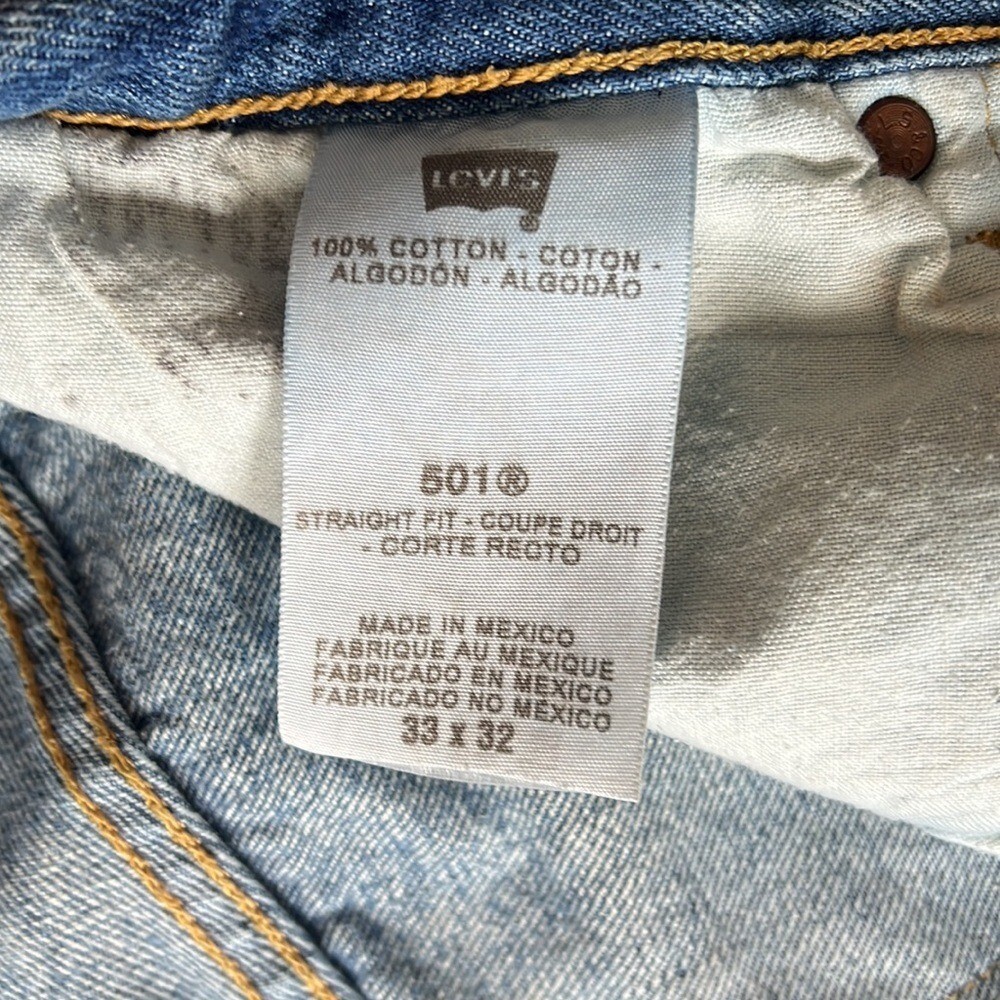 LEVI'S
®
100% COTTON - COTON -
ALGODÓN - ALGODÃO
501®
STRAIGHT FIT - COUPE DROIT
- CORTE RECTO
MADE IN MEXICO
FABRIQUE AU MEXIQUE
FABRICADO EN MEXICO
FABRICADO NO MEXICO
33 x 32
S & CO